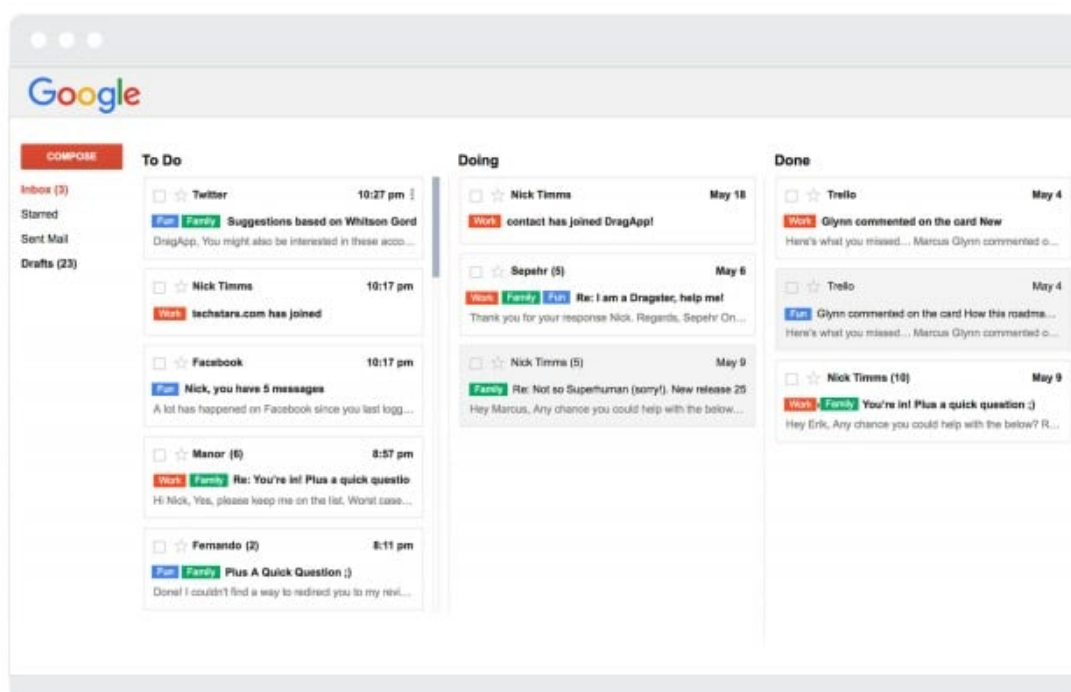 Google
COMPOSE
Inbox (3)
Starred
Sent Mail
Drafts (23)
To Do
Twitter 10:27 pm
Fun Family Suggestions based on Whitson Gord
DragApp, You might also be interested in these acco...
Nick Timms 10:17 pm
Work techstars.com has joined
Facebook 10:17 pm
Fun Nick, you have 5 messages
A lot has happened on Facebook since you last logg...
Manor (6) 8:57 pm
Work Family Re: You're in! Plus a quick questio
Hi Nick, Yes, please keep me on the list. Worst case...
Fernando (2) 8:11 pm
Fun Family Plus A Quick Question ;)
Done! I couldn't find a way to redirect you to my revi...
Doing
Nick Timms May 18
Work contact has joined DragApp!
Sepehr (5) May 6
Work Family Fun Re: I am a Dragster, help me!
Thank you for your response Nick. Regards, Sepehr On...
Nick Timms (5) May 9
Family Re: Not so Superhuman (sorry!). New release 25
Hey Marcus, Any chance you could help with the below...
Done
Trello May 4
Work Glynn commented on the card New
Here's what you missed... Marcus Glynn commented o...
Trello May 4
Fun Glynn commented on the card How this roadma...
Here's what you missed... Marcus Glynn commented o...
Nick Timms (10) May 9
Work Family You're in! Plus a quick question ;)
Hey Erik, Any chance you could help with the below? R...